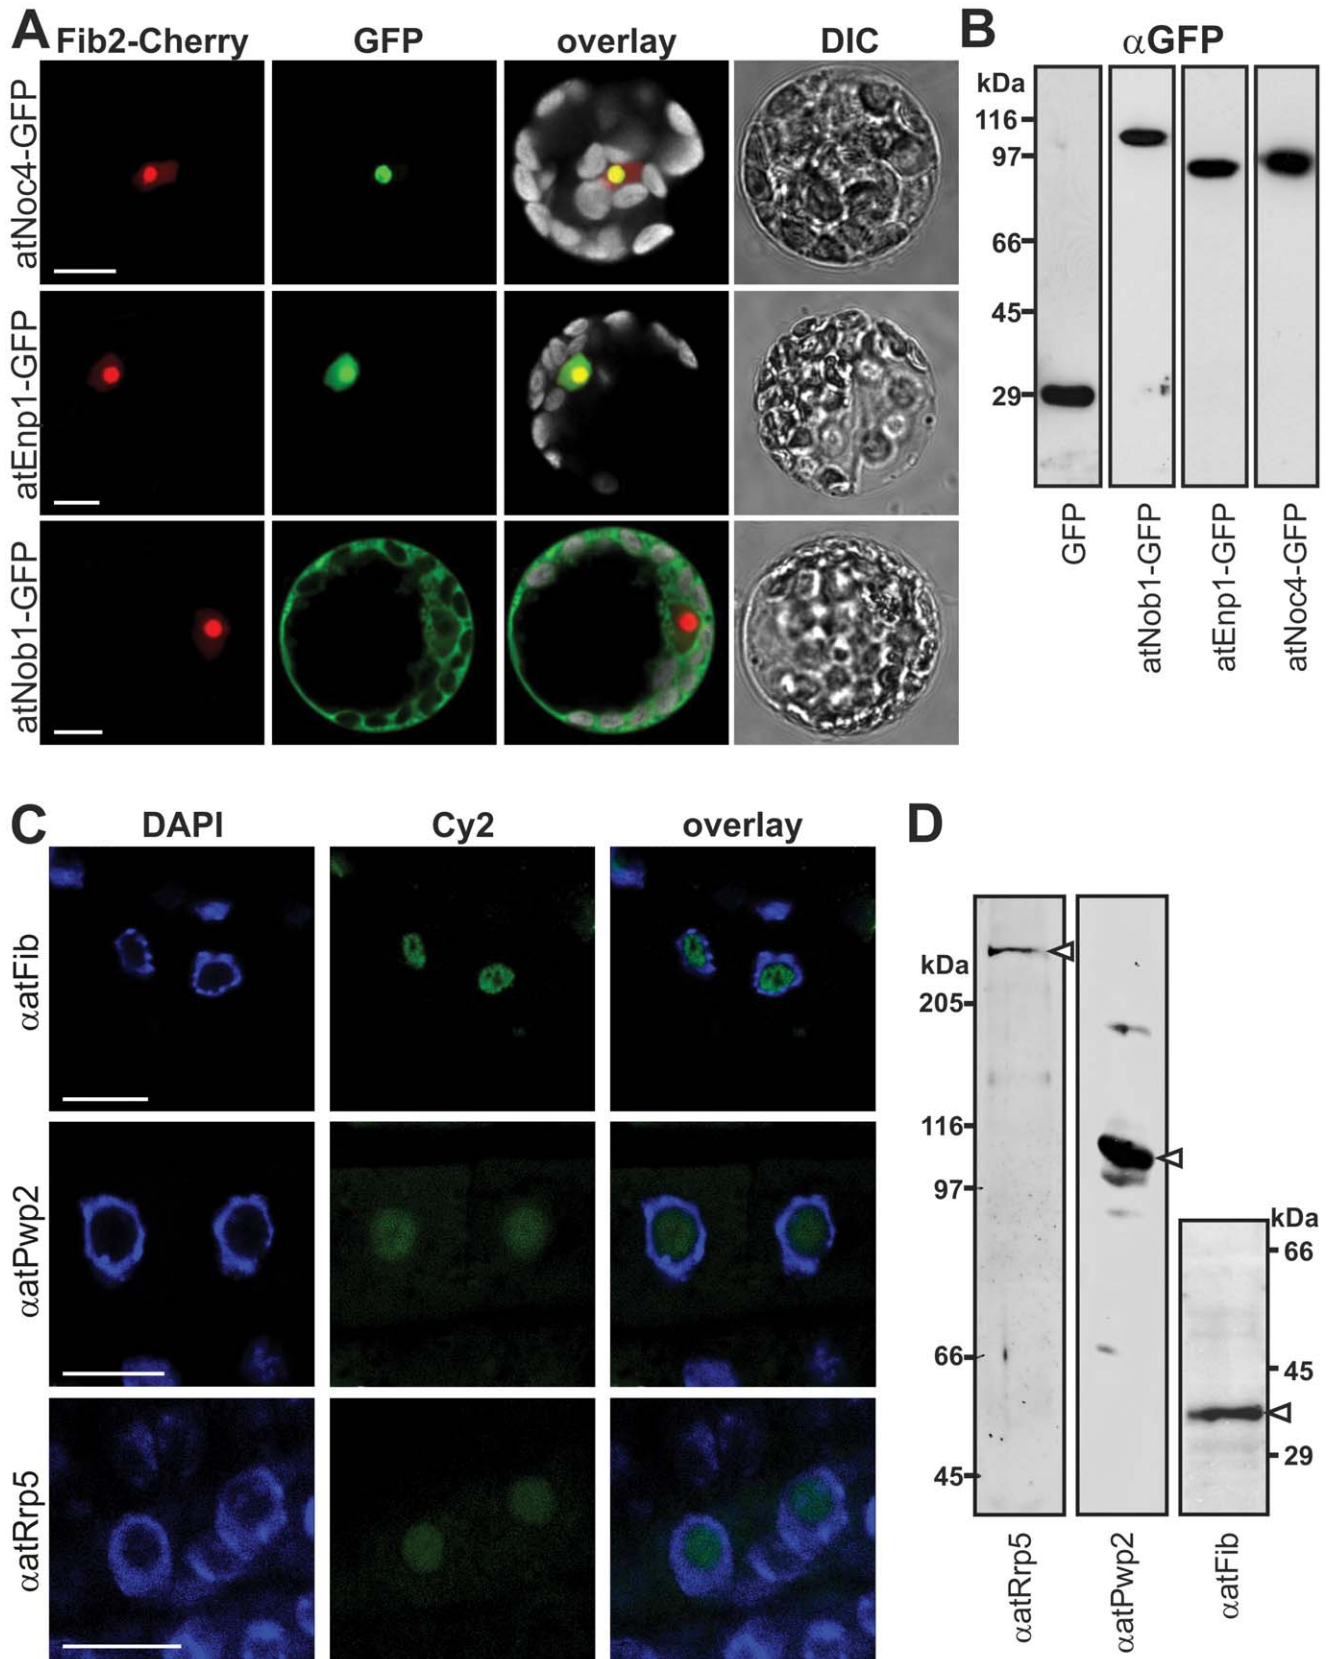 A
Fib2-Cherry GFP overlay DIC
atNoc4-GFP
atEnp1-GFP
atNob1-GFP
B
αGFP
kDa
116
97
66
45
29
GFP
atNob1-GFP
atEnp1-GFP
atNoc4-GFP
C
DAPI Cy2 overlay
αatFib
αatPwp2
αatRrp5
D
kDa
205
116
97
66
45
kDa
66
45
29
αatRrp5
αatPwp2
αatFib